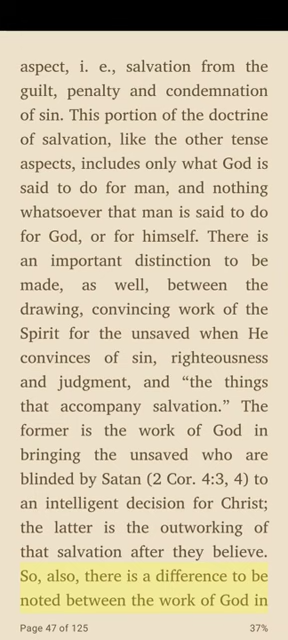 aspect, i. e., salvation from the
guilt, penalty and condemnation
of sin. This portion of the doctrine
of salvation, like the other tense
aspects, includes only what God is
said to do for man, and nothing
whatsoever that man is said to do
for God, or for himself. There is
an important distinction to be
made, as well, between the
drawing, convincing work of the
Spirit for the unsaved when He
convinces of sin, righteousness
and judgment, and “the things
that accompany salvation.” The
former is the work of God in
bringing the unsaved who are
blinded by Satan (2 Cor. 4:3, 4) to
an intelligent decision for Christ;
the latter is the outworking of
that salvation after they believe.
So, also, there is a difference to be
noted between the work of God in
Page 47 of 125 37%